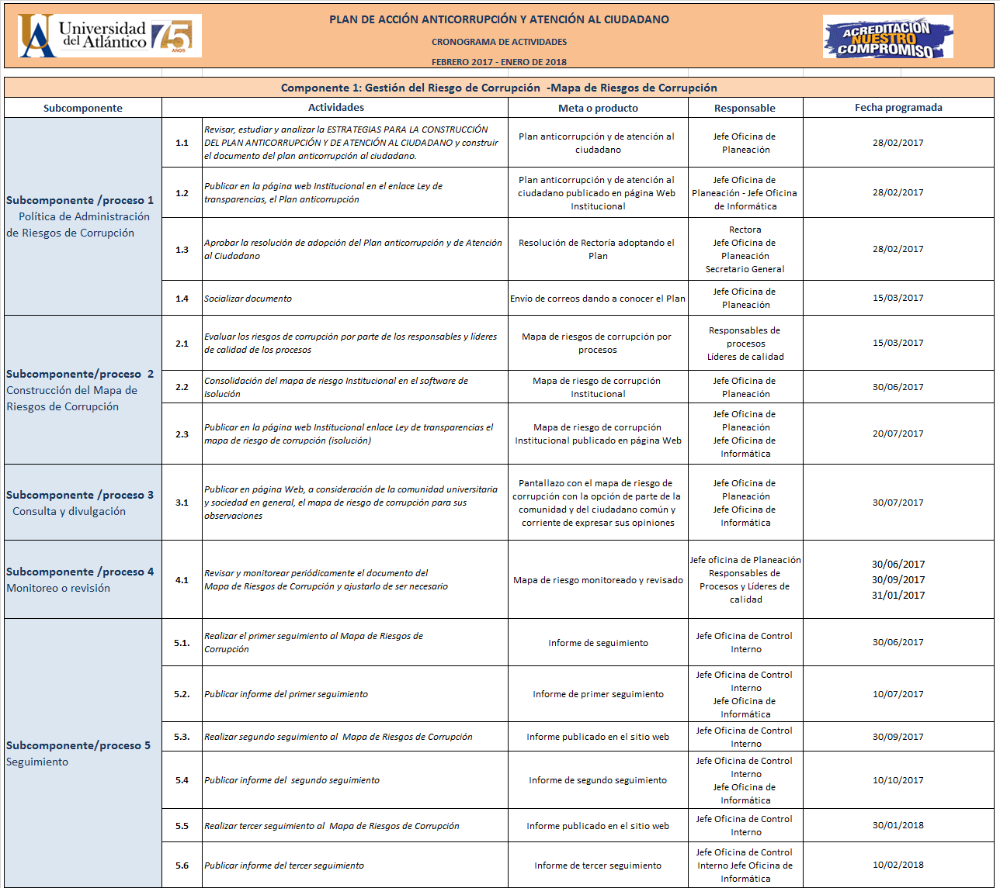 Universidad
del Atlántico
75
AÑOS
PLAN DE ACCIÓN ANTICORRUPCIÓN Y ATENCIÓN AL CIUDADANO
CRONOGRAMA DE ACTIVIDADES
FEBRERO 2017 - ENERO DE 2018
ACREDITACIÓN
NUESTRO
COMPROMISO
Componente 1: Gestión del Riesgo de Corrupción -Mapa de Riesgos de Corrupción
Subcomponente
Actividades
Meta o producto
Responsable
Fecha programada
Subcomponente /proceso 1
Política de Administración
de Riesgos de Corrupción
1.1
Revisar, estudiar y analizar la ESTRATEGIAS PARA LA CONSTRUCCIÓN
DEL PLAN ANTICORRUPCIÓN Y DE ATENCIÓN AL CIUDADANO y construir
el documento del plan anticorrupción al ciudadano.
Plan anticorrupción y de atención al
ciudadano
Jefe Oficina de
Planeación
28/02/2017
1.2
Publicar en la página web Institucional en el enlace Ley de
transparencias, el Plan anticorrupción
Plan anticorrupción y de atención al
ciudadano publicado en página Web
Institucional
Jefe Oficina de
Planeación - Jefe Oficina
de Informática
28/02/2017
1.3
Aprobar la resolución de adopción del Plan anticorrupción y de Atención
al Ciudadano
Resolución de Rectoría adoptando el
Plan
Rectora
Jefe Oficina de
Planeación
Secretario General
28/02/2017
1.4
Socializar documento
Envío de correos dando a conocer el Plan
Jefe Oficina de
Planeación
15/03/2017
Subcomponente/proceso 2
Construcción del Mapa de
Riesgos de Corrupción
2.1
Evaluar los riesgos de corrupción por parte de los responsables y líderes
de calidad de los procesos
Mapa de riesgos de corrupción por
procesos
Responsables de
procesos
Líderes de calidad
15/03/2017
2.2
Consolidación del mapa de riesgo Institucional en el software de
Isolución
Mapa de riesgo de corrupción
Institucional
Jefe Oficina de
Planeación
30/06/2017
2.3
Publicar en la página web Institucional enlace Ley de transparencias el
mapa de riesgo de corrupción (isolución)
Mapa de riesgo de corrupción
Institucional publicado en página Web
Jefe Oficina de
Planeación
Jefe Oficina de
Informática
20/07/2017
Subcomponente /proceso 3
Consulta y divulgación
3.1
Publicar en página Web, a consideración de la comunidad universitaria
y sociedad en general, el mapa de riesgo de corrupción para sus
observaciones
Pantallazo con el mapa de riesgo de
corrupción con la opción de parte de la
comunidad y del ciudadano común y
corriente de expresar sus opiniones
Jefe Oficina de
Planeación
Jefe Oficina de
Informática
30/07/2017
Subcomponente /proceso 4
Monitoreo o revisión
4.1
Revisar y monitorear periódicamente el documento del
Mapa de Riesgos de Corrupción y ajustarlo de ser necesario
Mapa de riesgo monitoreado y revisado
Jefe oficina de Planeación
Responsables de
Procesos y Líderes de
calidad
30/06/2017
30/09/2017
31/01/2017
Subcomponente/proceso 5
Seguimiento
5.1.
Realizar el primer seguimiento al Mapa de Riesgos de
Corrupción
Informe de seguimiento
Jefe Oficina de Control
Interno
30/06/2017
5.2.
Publicar informe del primer seguimiento
Informe de primer seguimiento
Jefe Oficina de Control
Interno
Jefe Oficina de
Informática
10/07/2017
5.3.
Realizar segundo seguimiento al Mapa de Riesgos de Corrupción
Informe publicado en el sitio web
Jefe Oficina de Control
Interno
30/09/2017
5.4
Publicar informe del segundo seguimiento
Informe de segundo seguimiento
Jefe Oficina de Control
Interno
Jefe Oficina de
Informática
10/10/2017
5.5
Realizar tercer seguimiento al Mapa de Riesgos de Corrupción
Informe publicado en el sitio web
Jefe Oficina de Control
Interno
30/01/2018
5.6
Publicar informe del tercer seguimiento
Informe de tercer seguimiento
Jefe Oficina de Control
Interno Jefe Oficina de
Informática
10/02/2018